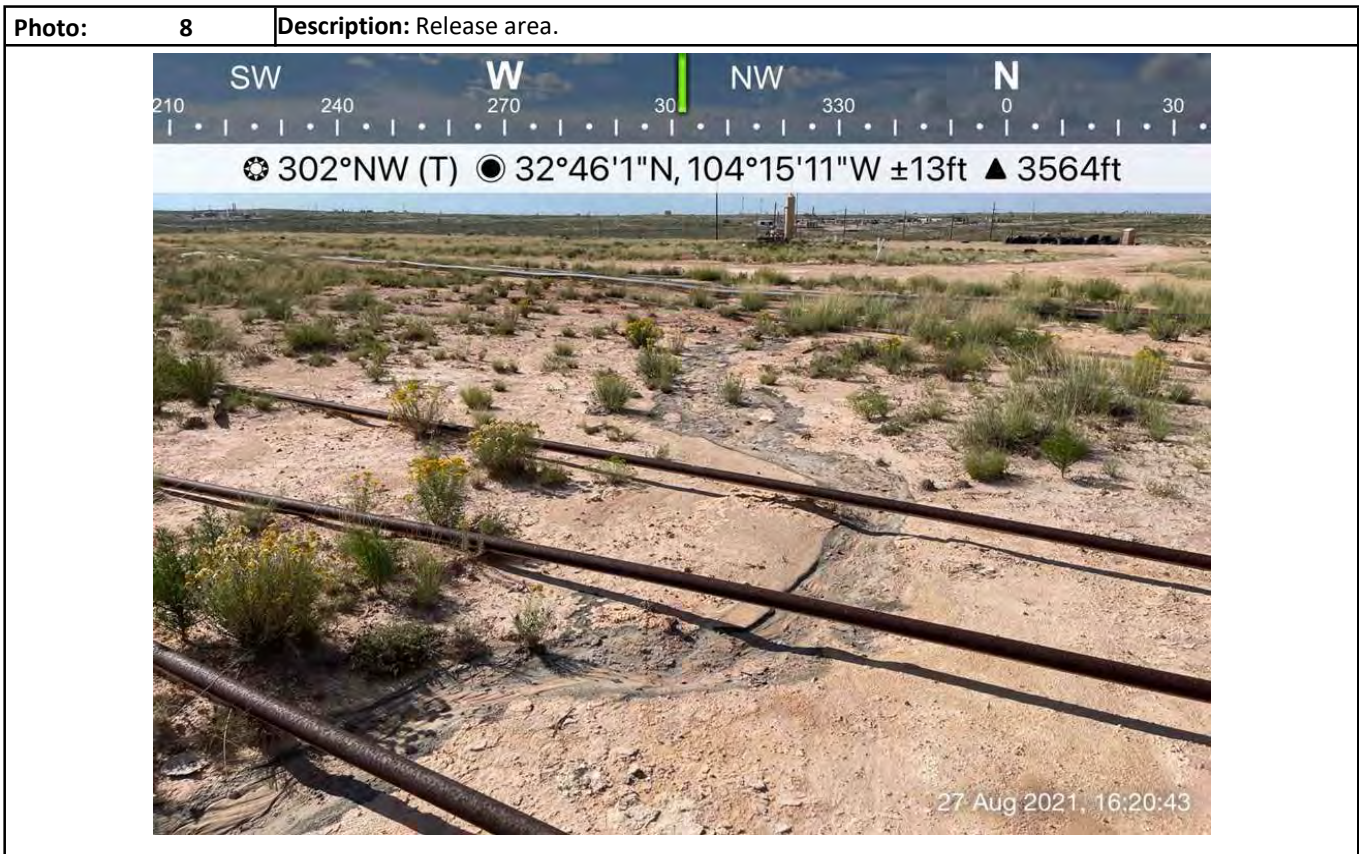 Photo: 8 Description: Release area.
SW W NW N
210 240 270 30 330 0 30
302°NW (T) 32°46'1"N, 104°15'11"W ±13ft ▲ 3564ft
27 Aug 2021, 16:20:43